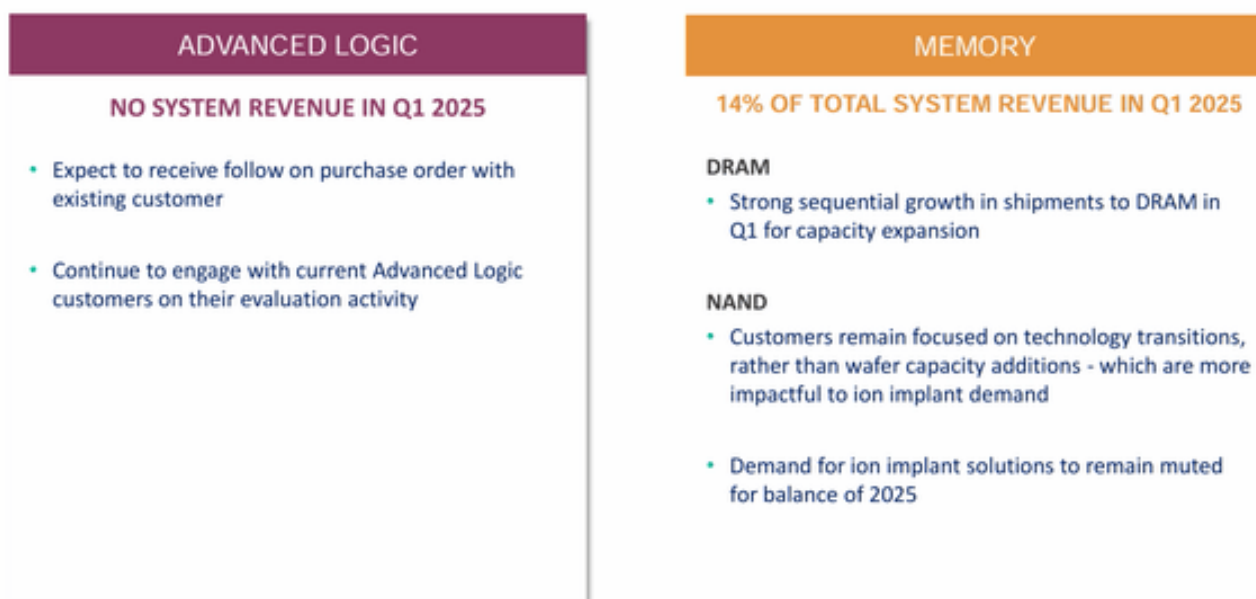 ADVANCED LOGIC
NO SYSTEM REVENUE IN Q1 2025
• Expect to receive follow on purchase order with
existing customer
• Continue to engage with current Advanced Logic
customers on their evaluation activity
MEMORY
14% OF TOTAL SYSTEM REVENUE IN Q1 2025
DRAM
• Strong sequential growth in shipments to DRAM in
Q1 for capacity expansion
NAND
• Customers remain focused on technology transitions,
rather than wafer capacity additions - which are more
impactful to ion implant demand
• Demand for ion implant solutions to remain muted
for balance of 2025